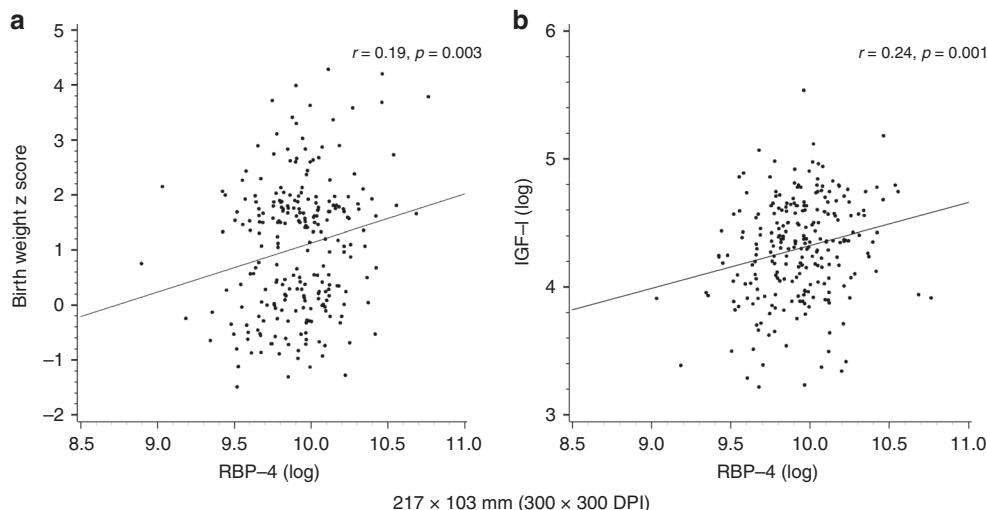 a
r = 0.19, p = 0.003
Birth weight z score
5
4
3
2
1
0
–1
–2
8.5 9.0 9.5 10.0 10.5 11.0
RBP–4 (log)
b
r = 0.24, p = 0.001
IGF–I (log)
6
5
4
3
8.5 9.0 9.5 10.0 10.5 11.0
RBP–4 (log)
217 × 103 mm (300 × 300 DPI)